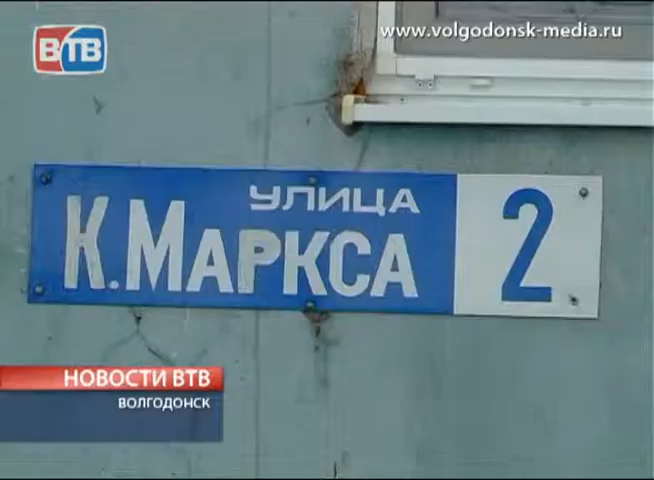 ВТВ
www.volgodonsk-media.ru
УЛИЦА
К.МАРКСА 2
НОВОСТИ ВТВ
ВОЛГОДОНСК